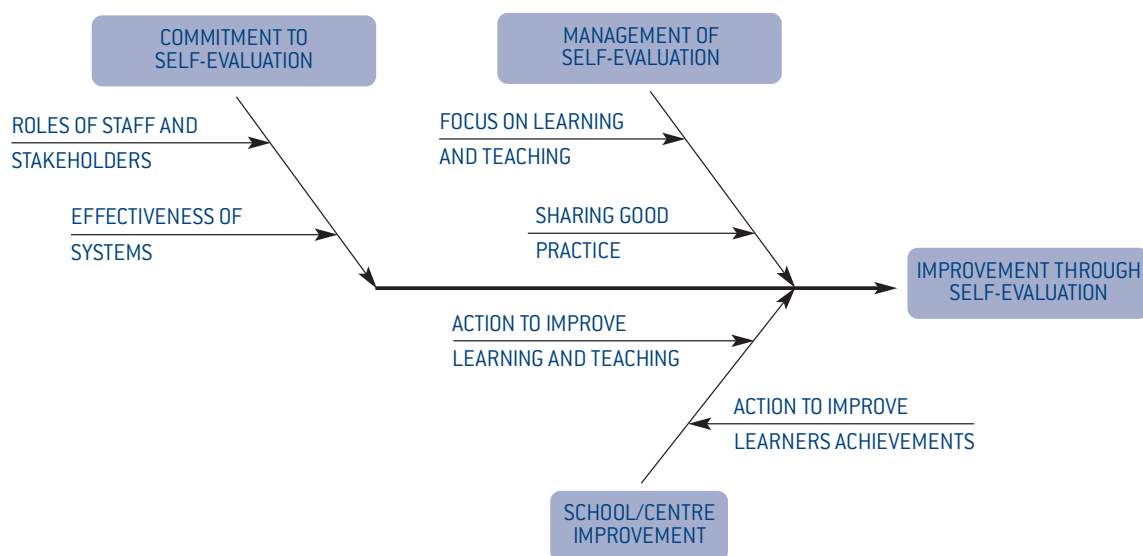 COMMITMENT TO
SELF-EVALUATION
MANAGEMENT OF
SELF-EVALUATION
ROLES OF STAFF AND
STAKEHOLDERS
FOCUS ON LEARNING
AND TEACHING
EFFECTIVENESS OF
SYSTEMS
SHARING GOOD
PRACTICE
IMPROVEMENT THROUGH
SELF-EVALUATION
ACTION TO IMPROVE
LEARNING AND TEACHING
ACTION TO IMPROVE
LEARNERS ACHIEVEMENTS
SCHOOL/CENTRE
IMPROVEMENT